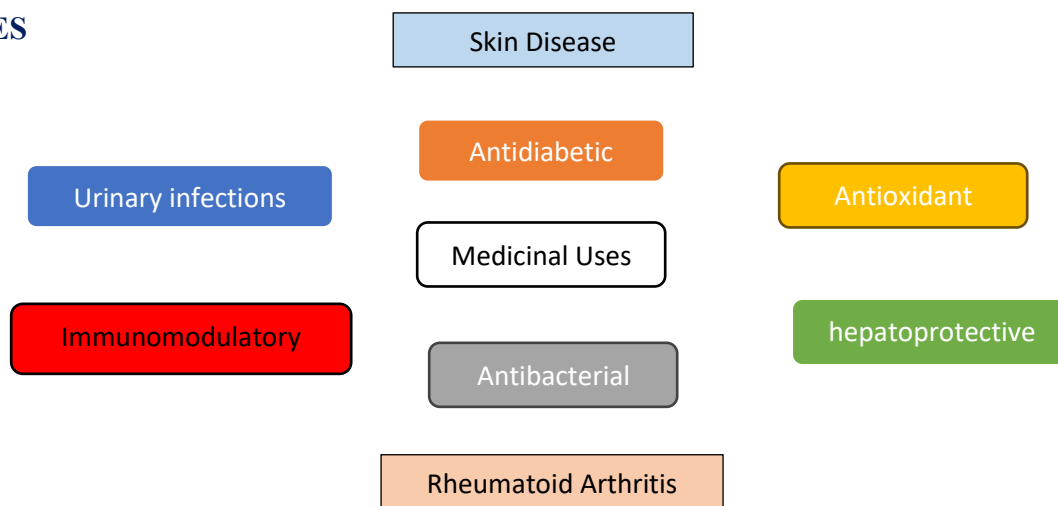 ES
Skin Disease
Antidiabetic
Urinary infections
Antioxidant
Medicinal Uses
Immunomodulatory
hepatoprotective
Antibacterial
Rheumatoid Arthritis